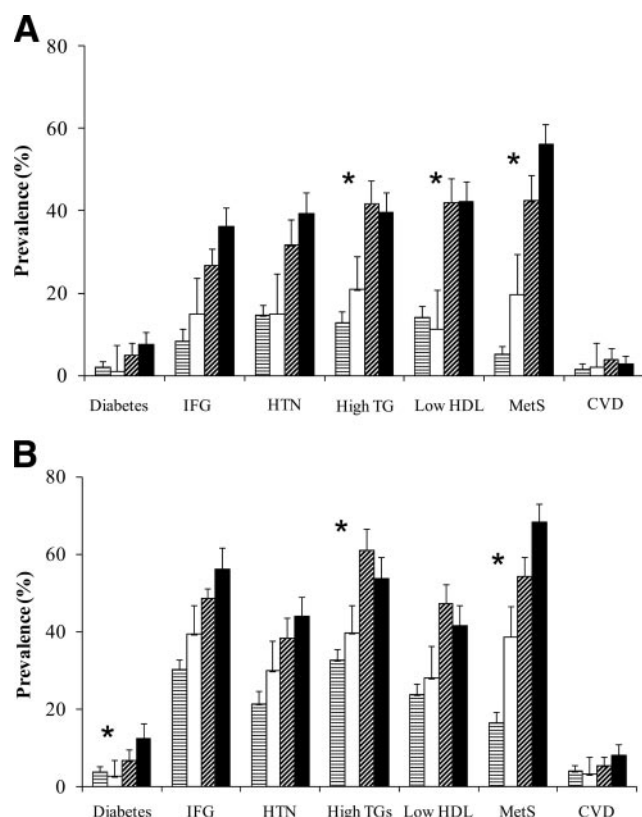 A
80
60
40
20
0
Prevalence (%)
*
*
*
Diabetes IFG HTN High TG Low HDL MetS CVD
B
80
60
40
20
0
Prevalence (%)
*
*
*
Diabetes IFG HTN High TGs Low HDL MetS CVD